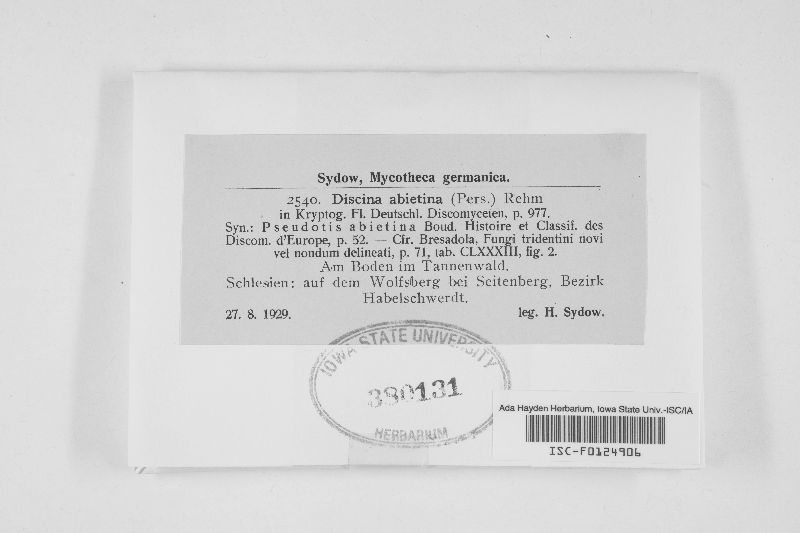 Sydow, Mycotheca germanica.
2540. Discina abietina (Pers.) Rehm
in Kryptog. Fl. Deutschl. Discomyceten, p. 977.
Syn.: Pseudotis abietina Boud. Histoire et Classif. des
Discom. d'Europe, p. 52. — Cfr. Bresadola, Fungi tridentini novi
vel nondum delineati, p. 71, tab. CLXXXIII, fig. 2.
Am Boden im Tannenwald.
Schlesien: auf dem Wolfsberg bei Seitenberg, Bezirk
Habelschwerdt.
27. 8. 1929. leg. H. Sydow.
IOWA STATE UNIVERSITY
380131
HERBARIUM
Ada Hayden Herbarium, Iowa State Univ.-ISC/IA
ISC-F0124906